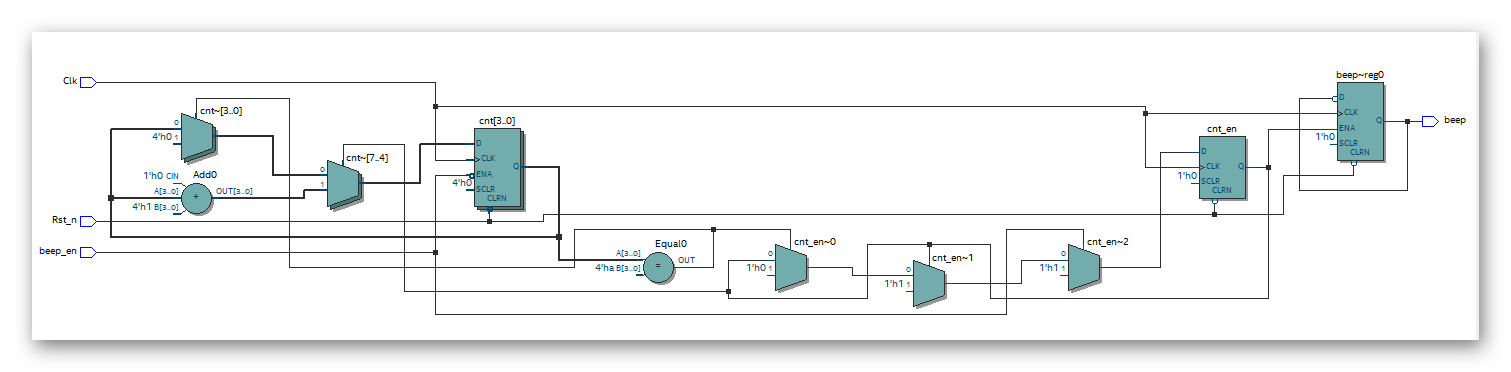 Clk
cnt~[3..0]
0
4'h0 1
1'h0 CIN
Add0
A[3..0]
+
OUT[3..0]
4'h1 B[3..0]
Rst_n
beep_en
cnt~[7..4]
0
1
cnt[3..0]
D
CLK
Q
ENA
4'h0
SCLR
CLRN
Equal0
A[3..0]
=
OUT
4'ha B[3..0]
cnt_en~0
0
1'h0 1
cnt_en~1
0
1'h1 1
cnt_en~2
0
1'h1 1
cnt_en
D
CLK
Q
1'h0
SCLR
CLRN
beep~reg0
D
CLK
Q
ENA
1'h0
SCLR
CLRN
beep